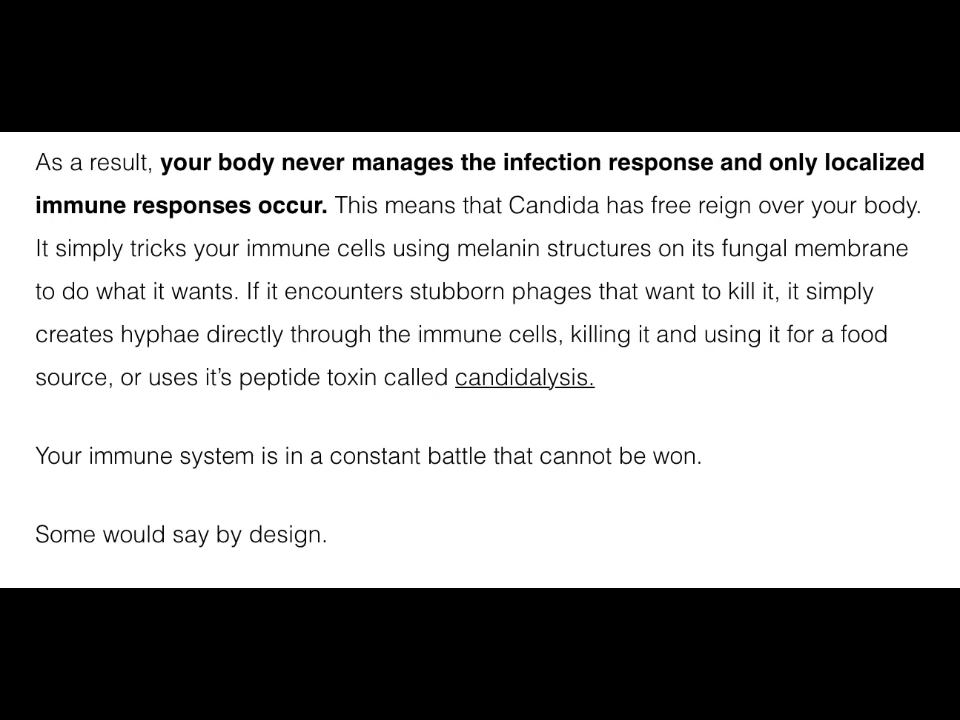 As a result, your body never manages the infection response and only localized
immune responses occur. This means that Candida has free reign over your body.
It simply tricks your immune cells using melanin structures on its fungal membrane
to do what it wants. If it encounters stubborn phages that want to kill it, it simply
creates hyphae directly through the immune cells, killing it and using it for a food
source, or uses it’s peptide toxin called candidalysis.
Your immune system is in a constant battle that cannot be won.
Some would say by design.